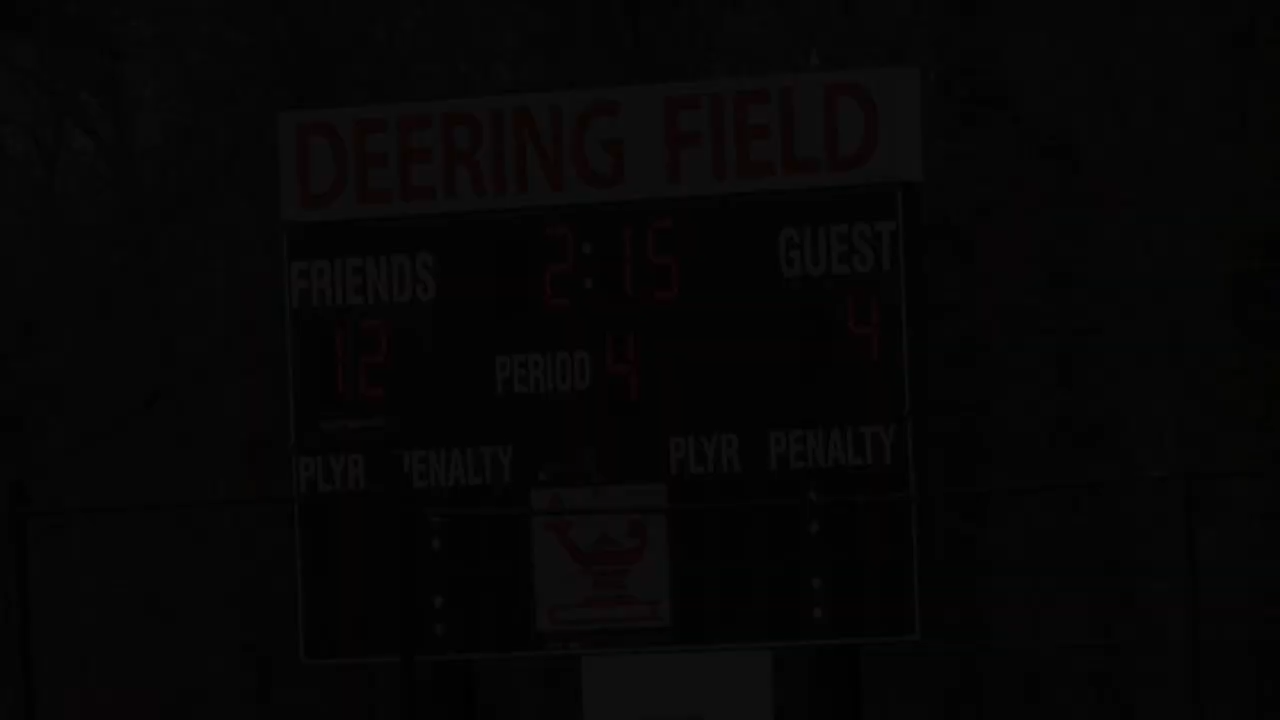 DEERING FIELD
FRIENDS 2:15 GUEST
12 PERIOD 4 4
PLYR PENALTY PLYR PENALTY